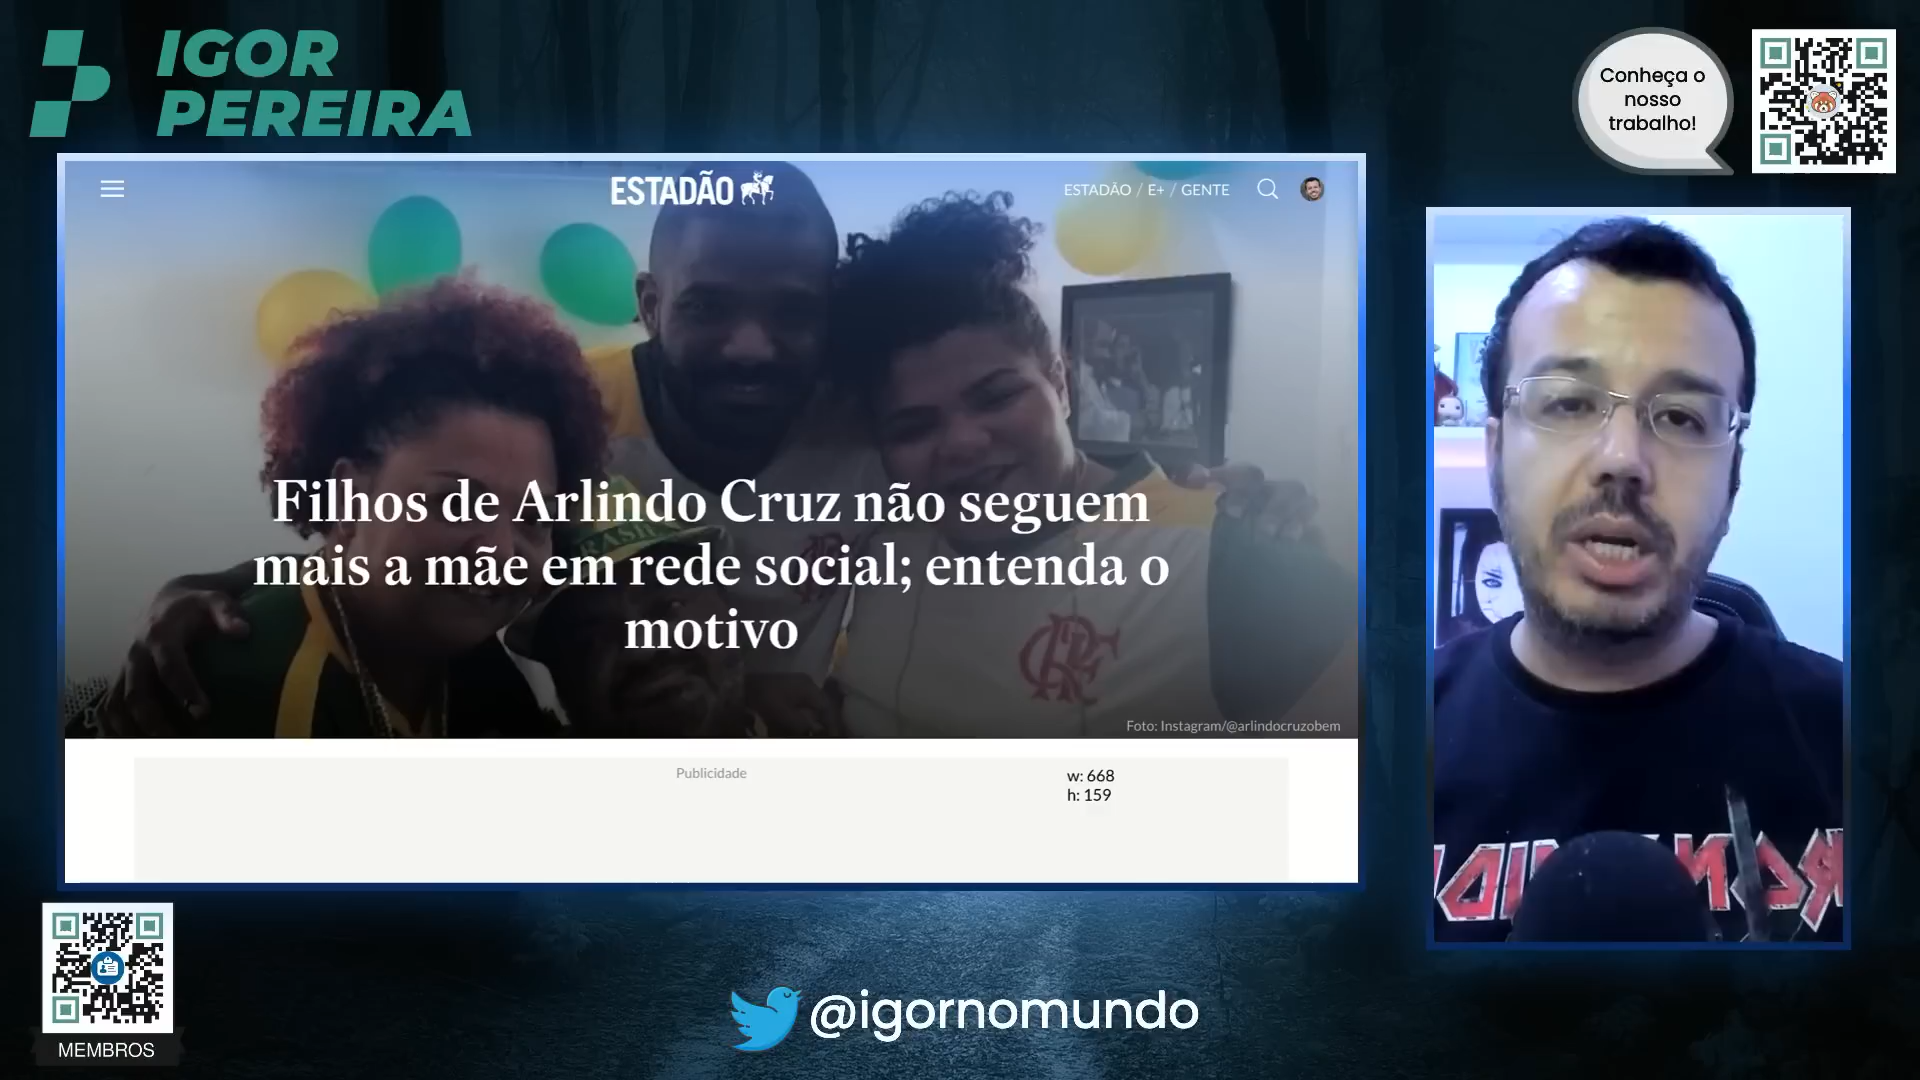 IGOR
PEREIRA
Conheça o
nosso
trabalho!
ESTADÃO
ESTADÃO / E+ / GENTE
BRASIL
Filhos de Arlindo Cruz não seguem
mais a mãe em rede social; entenda o
motivo
Foto: Instagram/@arlindocruzobem
Publicidade
w: 668
h: 159
MEMBROS
@igornomundo